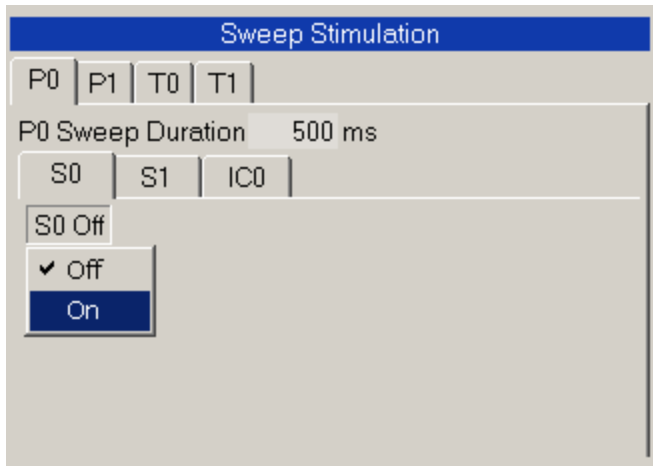 Sweep Stimulation
P0 P1 T0 T1
P0 Sweep Duration 500 ms
S0 S1 IC0
S0 Off
Off
On